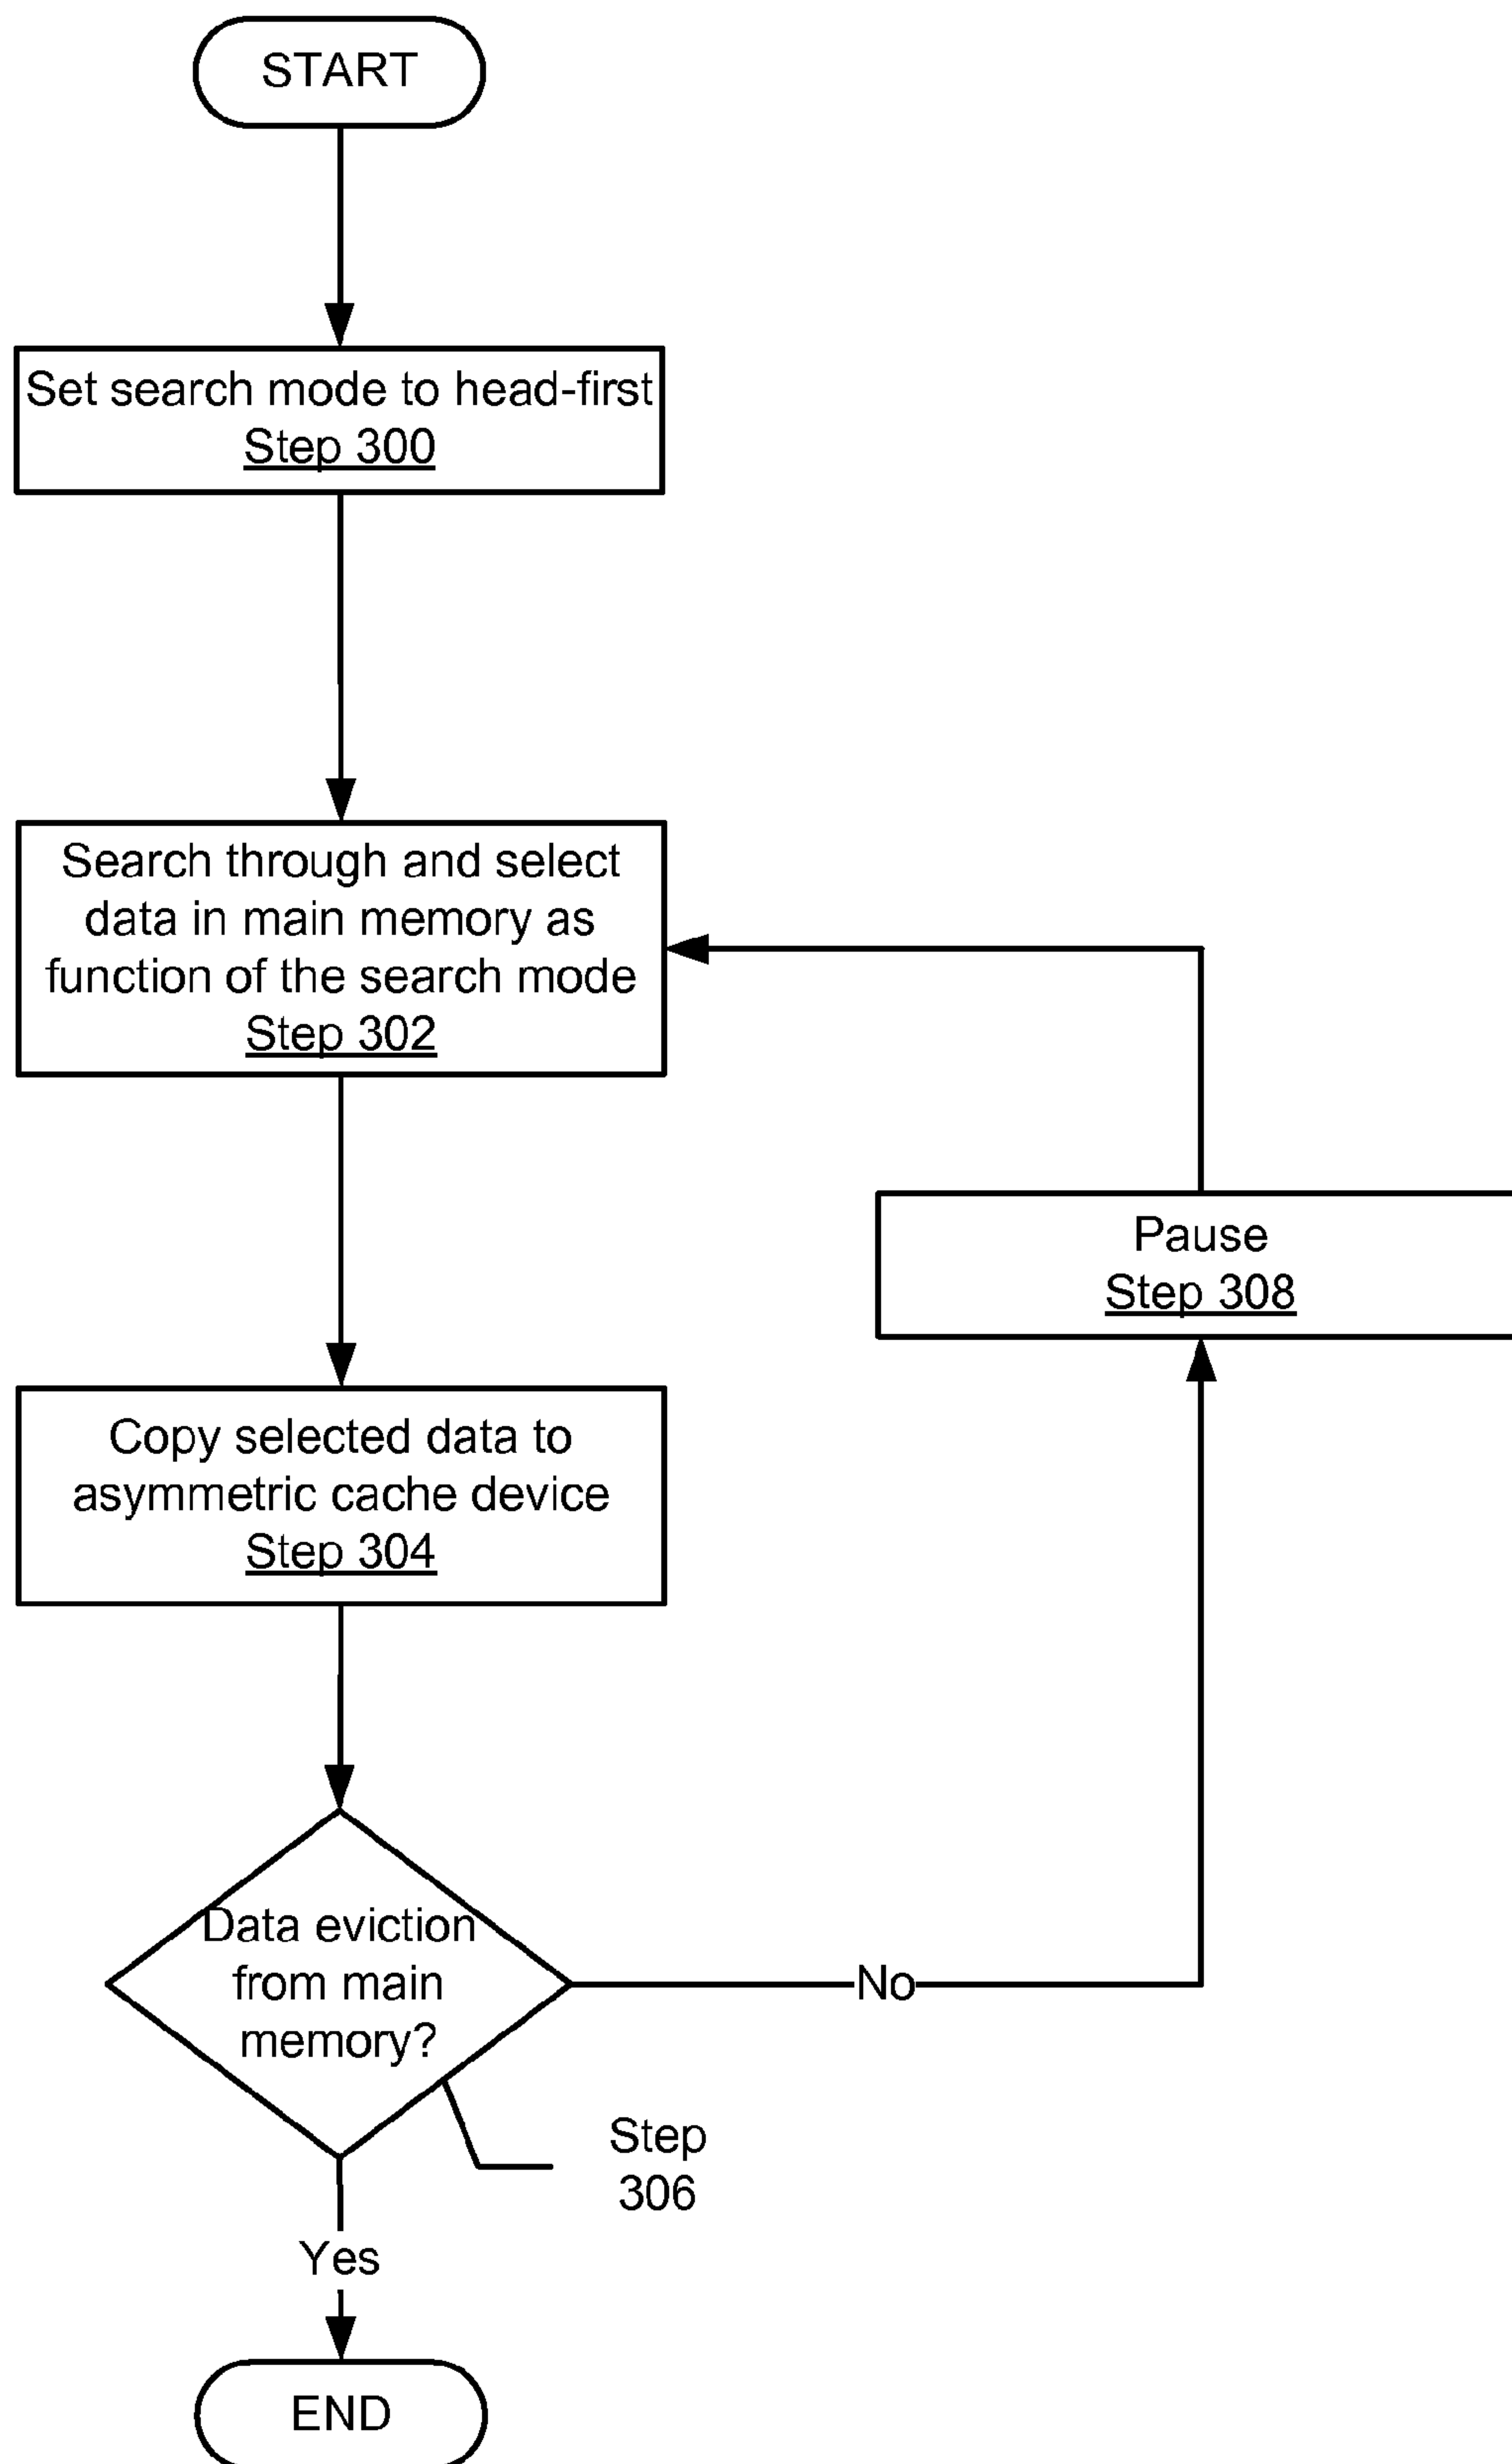 START
Set search mode to head-first
Step 300
Search through and select
data in main memory as
function of the search mode
Step 302
Pause
Step 308
Copy selected data to
asymmetric cache device
Step 304
Data eviction
from main
memory?
No
Step
306
Yes
END